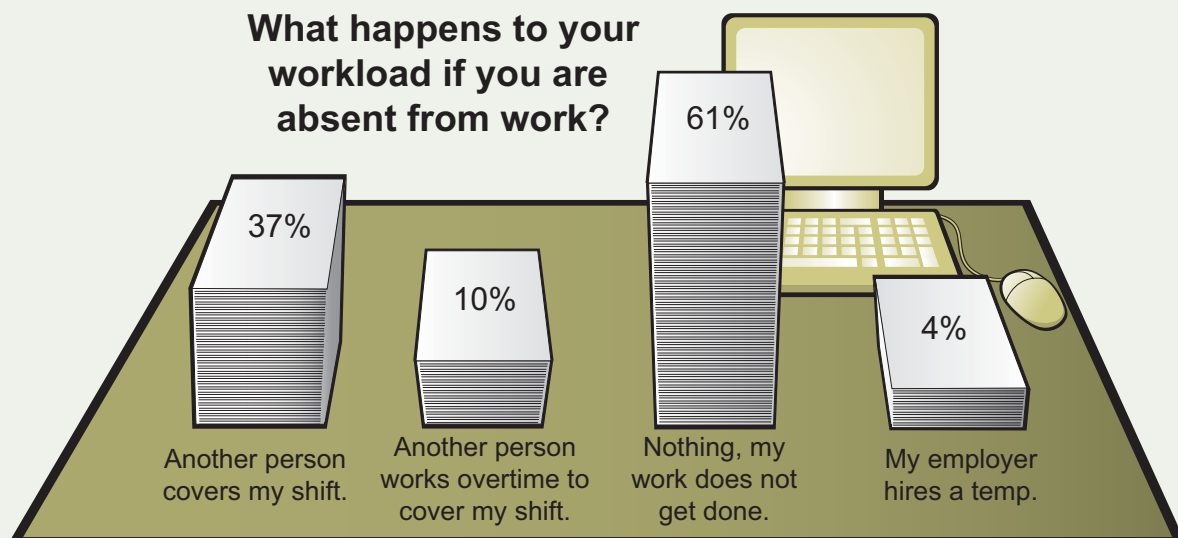 What happens to your
workload if you are
absent from work?
37%
10%
61%
4%
Another person
covers my shift.
Another person
works overtime to
cover my shift.
Nothing, my
work does not
get done.
My employer
hires a temp.